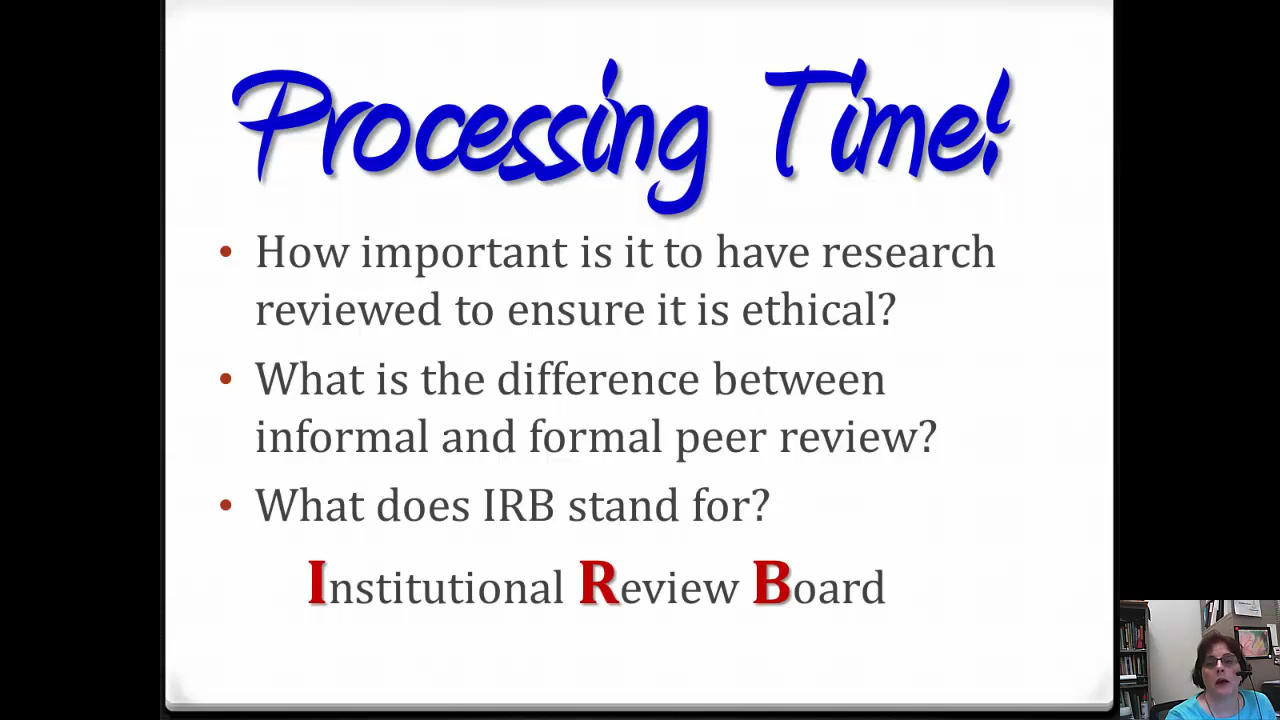 Processing Time!
• How important is it to have research
reviewed to ensure it is ethical?
• What is the difference between
informal and formal peer review?
• What does IRB stand for?
Institutional Review Board